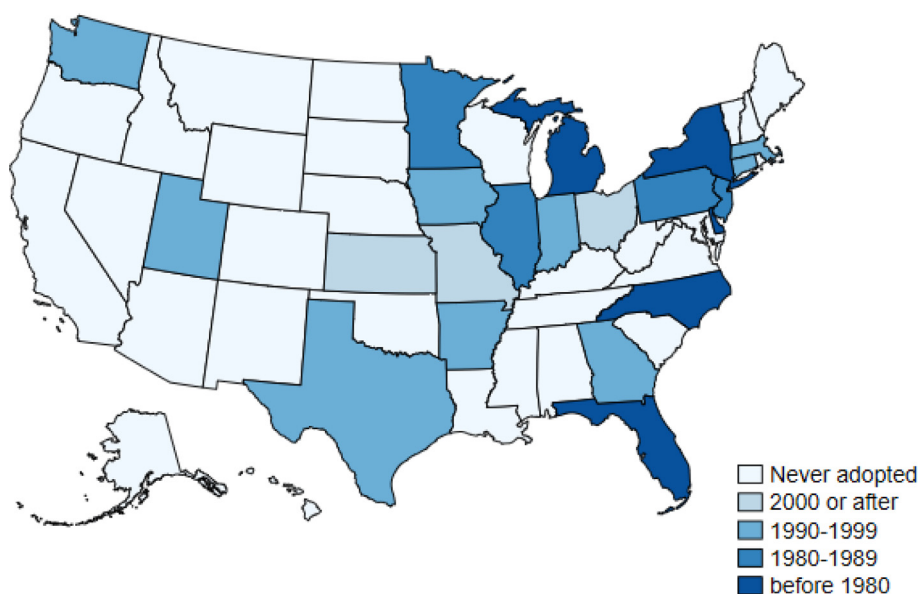 Never adopted
2000 or after
1990-1999
1980-1989
before 1980